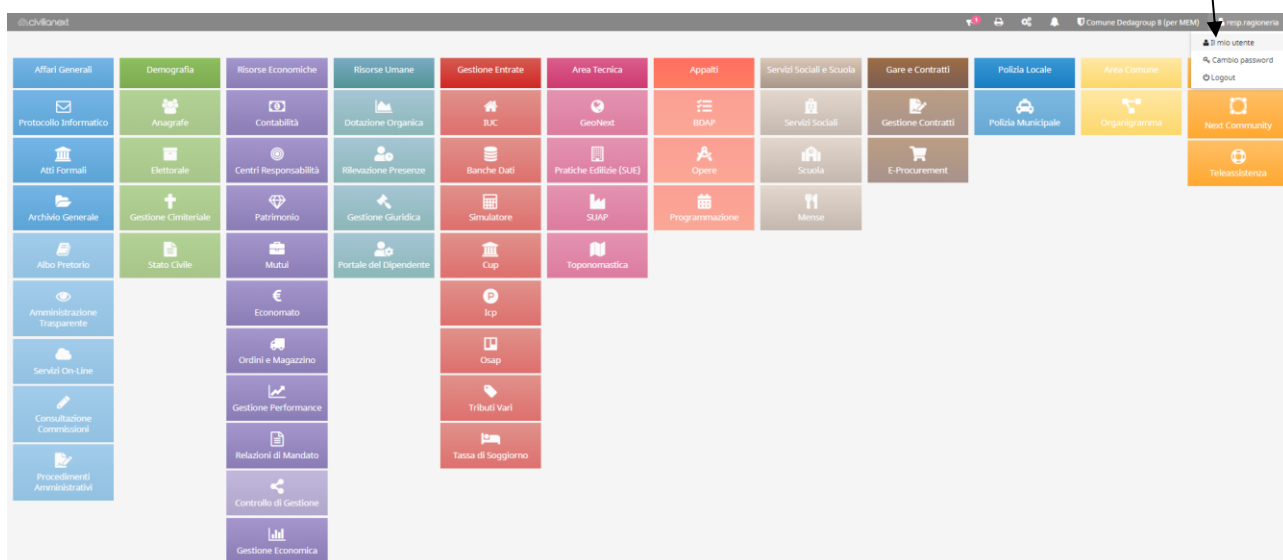 civilianext
1
Comune Dedagroup 8 (per MEM)
resp.ragioneria
Il mio utente
Cambio password
Logout
Affari Generali
Protocollo Informatico
Atti Formali
Archivio Generale
Albo Pretorio
Amministrazione
Trasparente
Servizi On-Line
Consultazione
Commissioni
Procedimenti
Amministrativi
Demografia
Anagrafe
Elettorale
Gestione Cimiteriale
Stato Civile
Risorse Economiche
Contabilità
Centri Responsabilità
Patrimonio
Mutui
Economato
Ordini e Magazzino
Gestione Performance
Relazioni di Mandato
Controllo di Gestione
Gestione Economica
Risorse Umane
Dotazione Organica
Rilevazione Presenze
Gestione Giuridica
Portale del Dipendente
Gestione Entrate
IUC
Banche Dati
Simulatore
Cup
Icp
Osap
Tributi Vari
Tassa di Soggiorno
Area Tecnica
GeoNext
Pratiche Edilizie (SUE)
SUAP
Toponomastica
Appalti
BDAP
Opere
Programmazione
Servizi Sociali e Scuola
Servizi Sociali
Scuola
Mense
Gare e Contratti
Gestione Contratti
E-Procurement
Polizia Locale
Polizia Municipale
Area Comune
Organigramma
Next Community
Teleassistenza